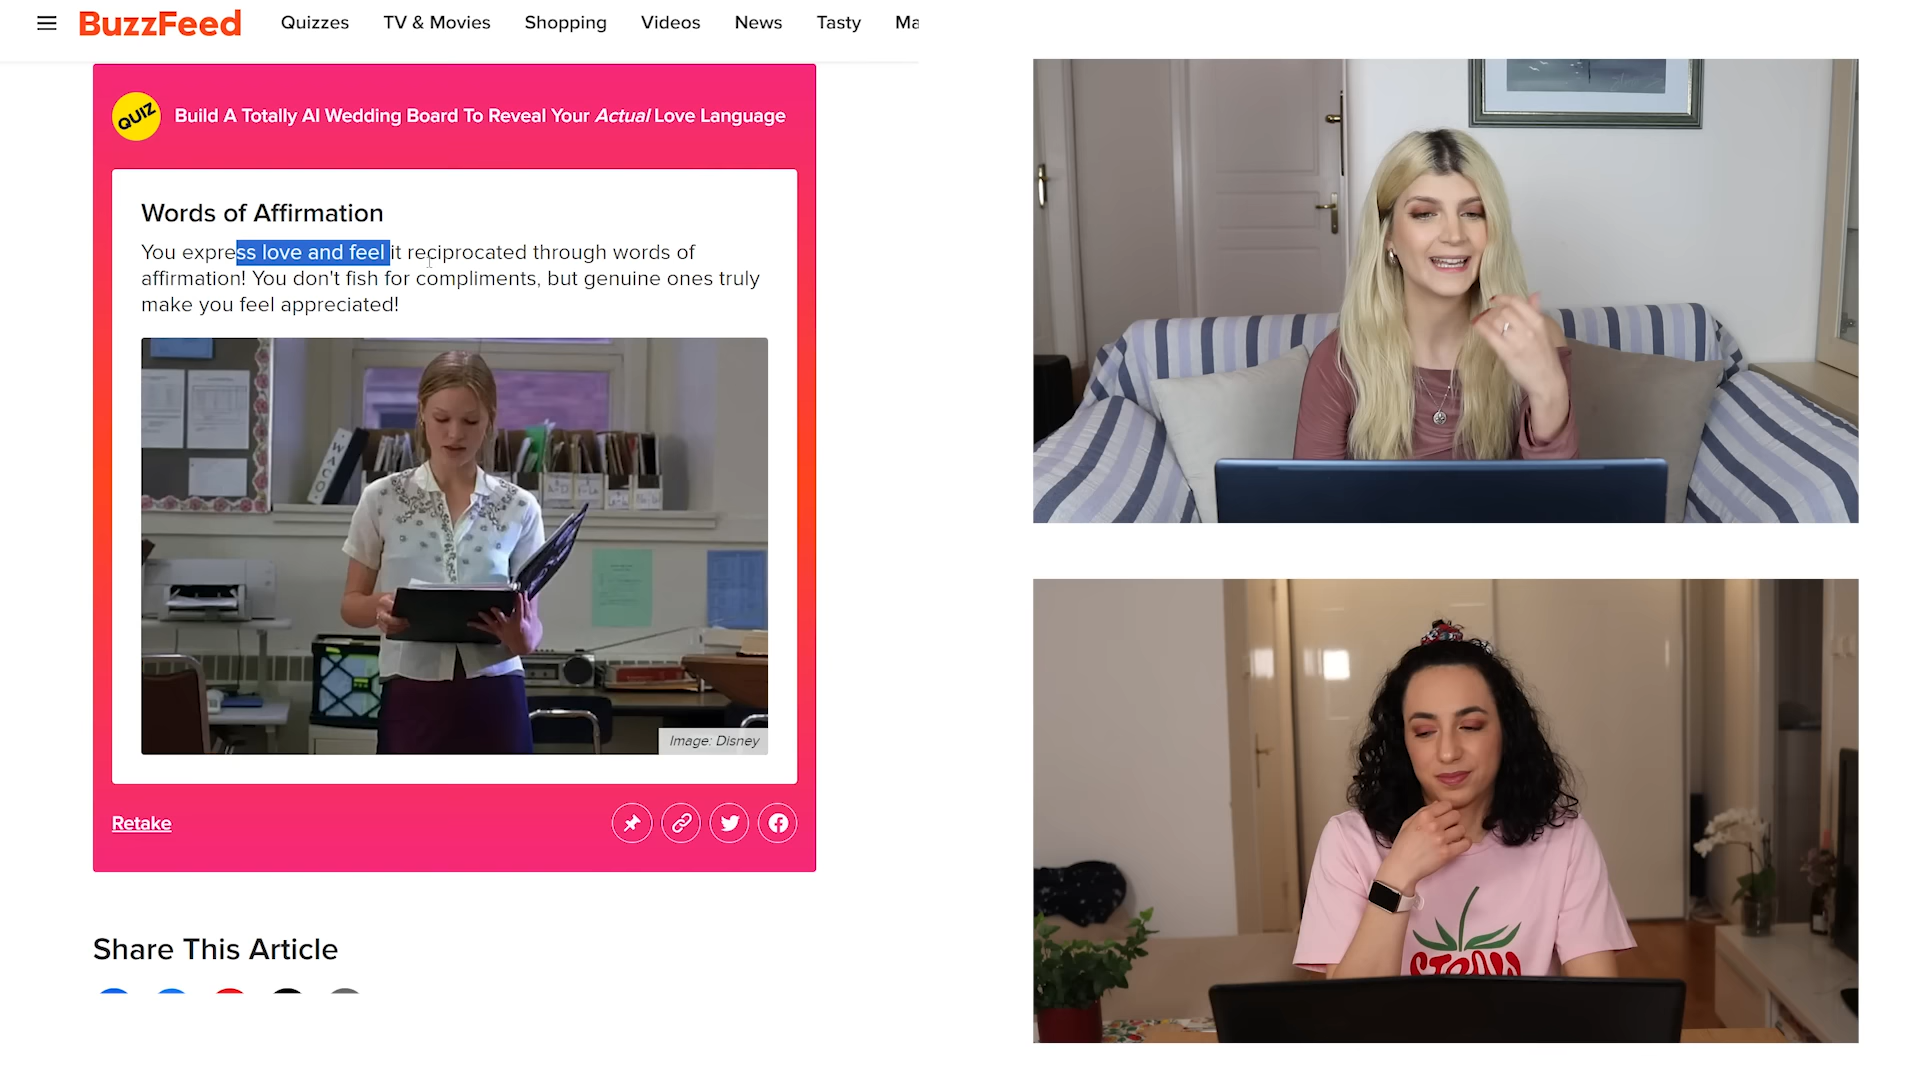 BuzzFeed Quizzes TV & Movies Shopping Videos News Tasty Ma
QUIZ Build A Totally AI Wedding Board To Reveal Your Actual Love Language
Words of Affirmation
You express love and feel it reciprocated through words of
affirmation! You don't fish for compliments, but genuine ones truly
make you feel appreciated!
WACO
Image: Disney
Retake
Share This Article